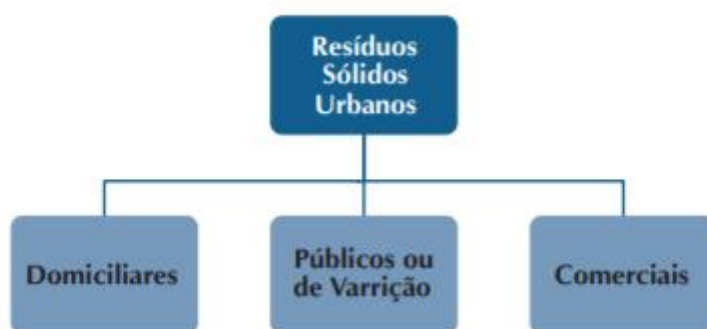 Resíduos
Sólidos
Urbanos
Domiciliares
Públicos ou
de Varrição
Comerciais